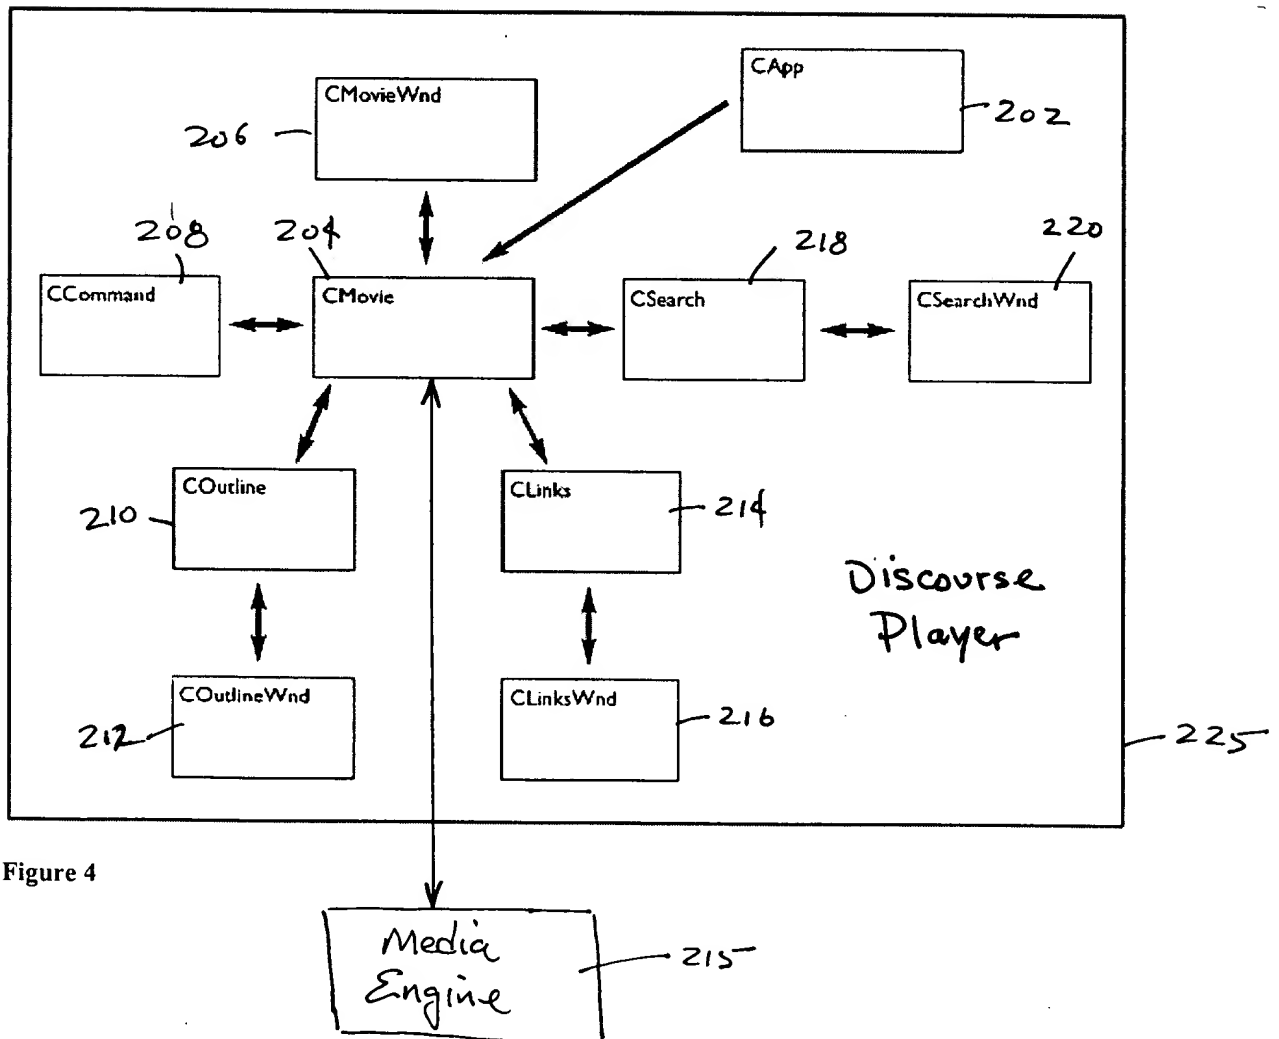 CApp
CMovieWnd
202
206
208
204
218
220
CCommand
CMovie
CSearch
CSearchWnd
COutline
CLinks
210
214
Discourse
Player
COutlineWnd
CLinksWnd
212
216
225
Figure 4
Media
Engine
215